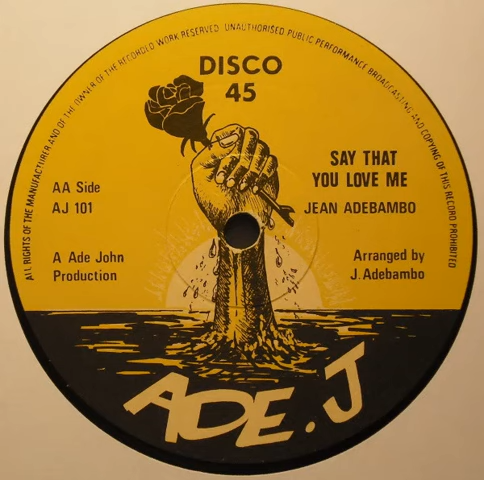 ALL RIGHTS OF THE MANUFACTURER AND OF THE OWNER OF THE RECORDED WORK RESERVED. UNAUTHORISED PUBLIC PERFORMANCE BROADCASTING AND COPYING OF THIS RECORD PROHIBITED
DISCO
45
SAY THAT
YOU LOVE ME
JEAN ADEBAMBO
AA Side
AJ 101
A Ade John
Production
Arranged by
J. Adebambo
ADE.J